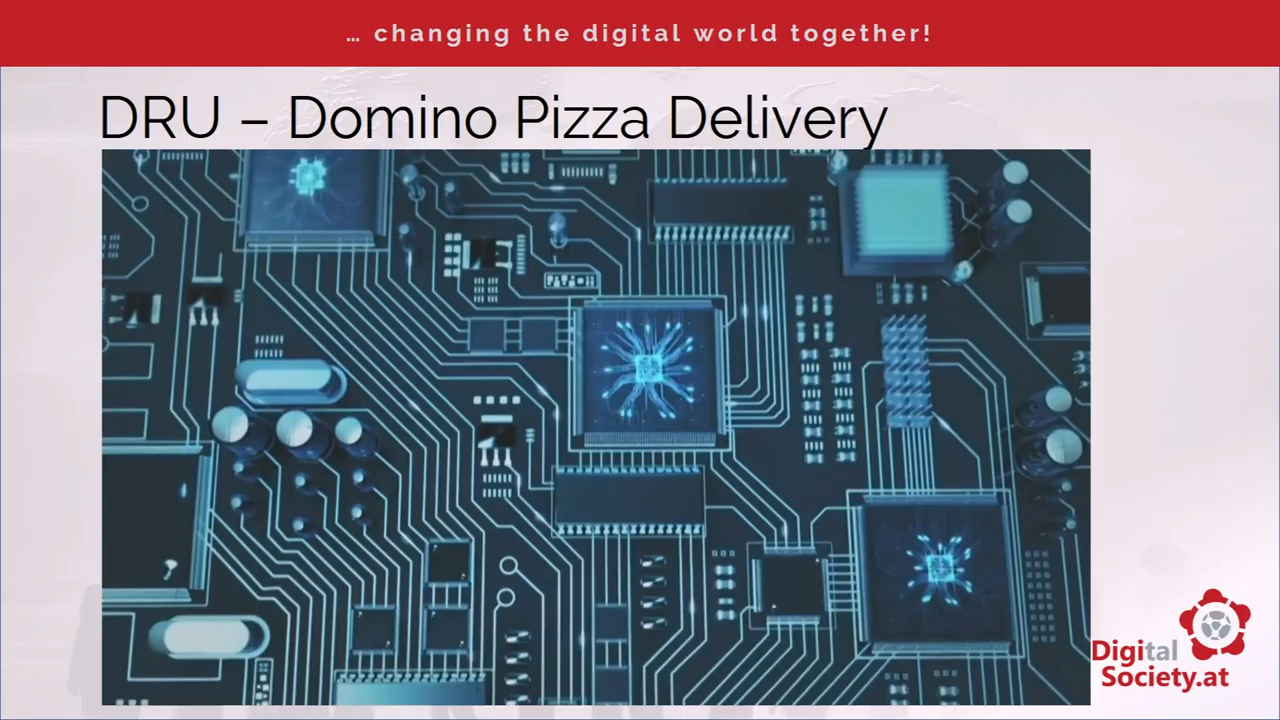 … changing the digital world together!
DRU – Domino Pizza Delivery
Digital
Society.at